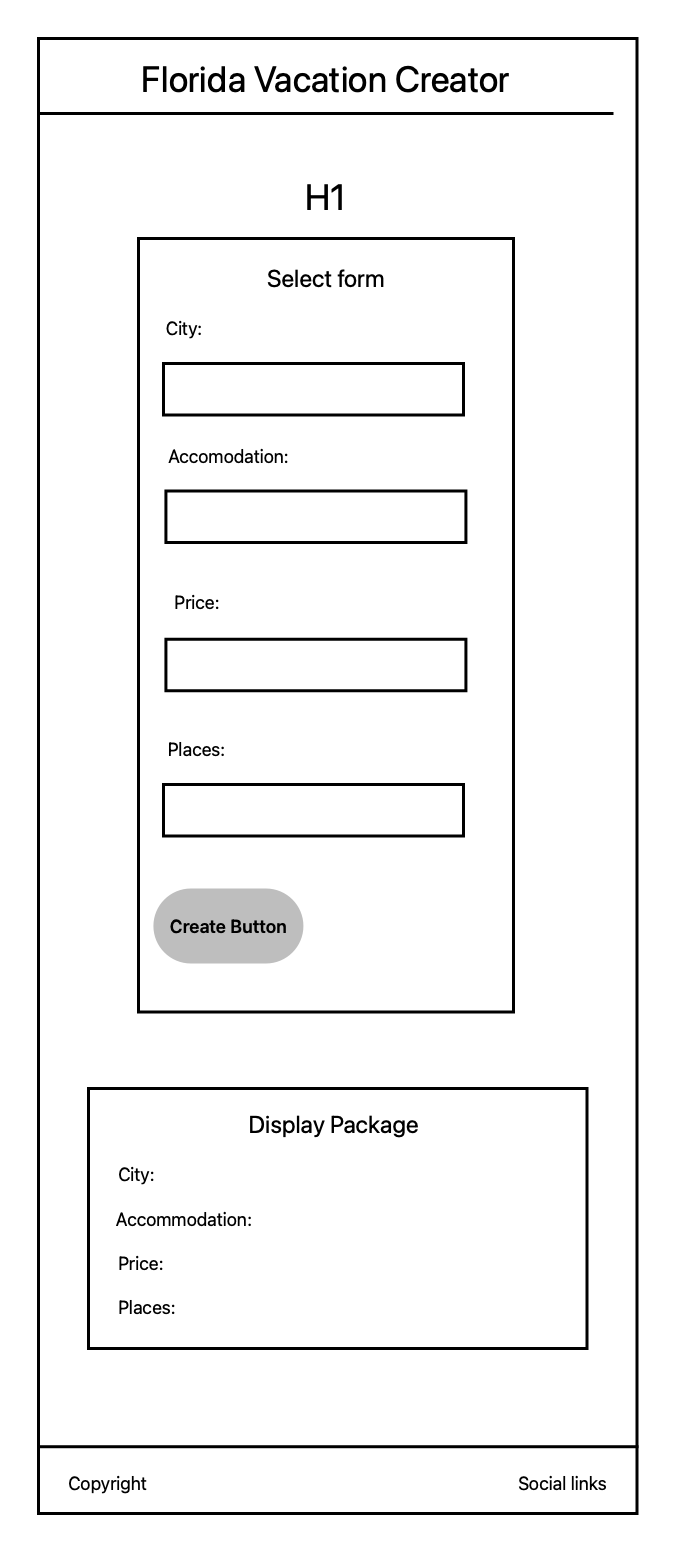 Florida Vacation Creator
H1
Select form
City:
Accomodation:
Price:
Places:
Create Button
Display Package
City:
Accommodation:
Price:
Places:
Copyright
Social links